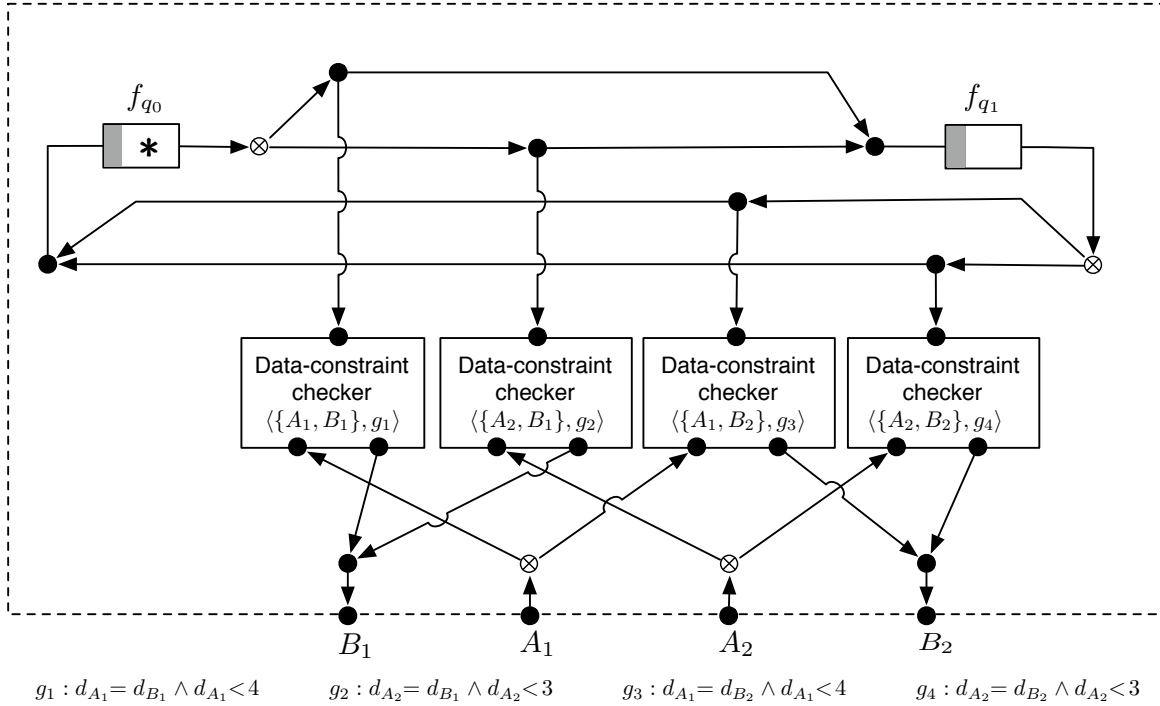 f_{q_0} f_{q_1}
*
Data-constraint checker ⟨{A_1, B_1}, g_1⟩
Data-constraint checker ⟨{A_2, B_1}, g_2⟩
Data-constraint checker ⟨{A_1, B_2}, g_3⟩
Data-constraint checker ⟨{A_2, B_2}, g_4⟩
B_1 A_1 A_2 B_2
g_1 : d_{A_1}= d_{B_1} ∧ d_{A_1}<4 g_2 : d_{A_2}= d_{B_1} ∧ d_{A_2}<3 g_3 : d_{A_1}= d_{B_2} ∧ d_{A_1}<4 g_4 : d_{A_2}= d_{B_2} ∧ d_{A_2}<3